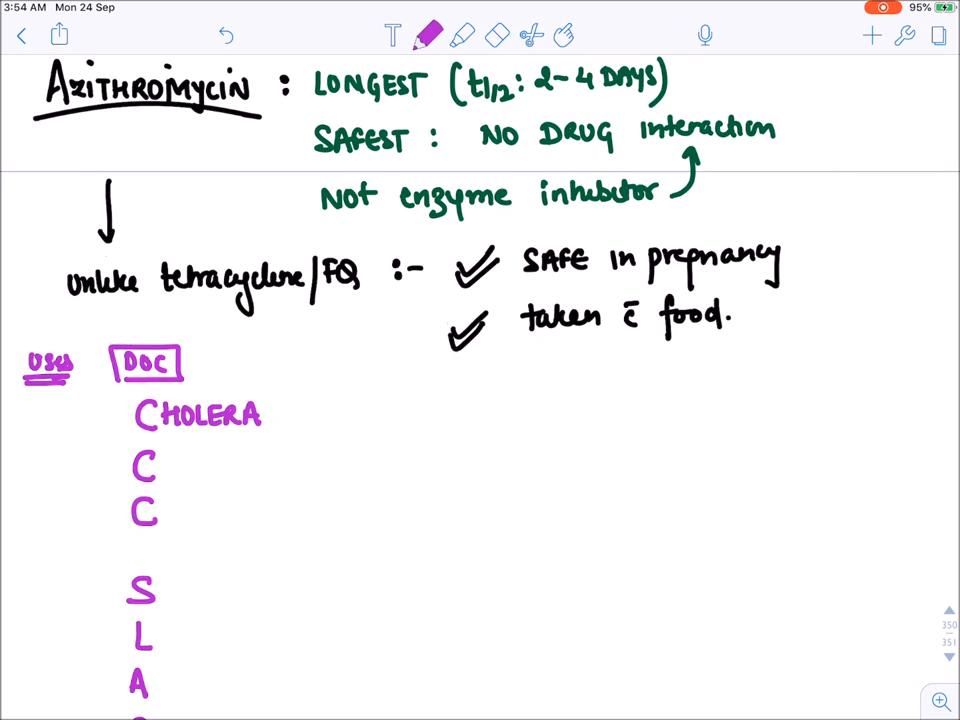 3:54 AM Mon 24 Sep
95%
T
AZITHROMYCIN : LONGEST (t1/2: 2-4 DAYS)
SAFEST : NO DRUG interaction
Not enzyme inhibitor
unlike tetracycline/FQ :- SAFE in pregnancy
taken c̄ food.
Uses DOC
CHOLERA
C
C
S
L
A
350
351